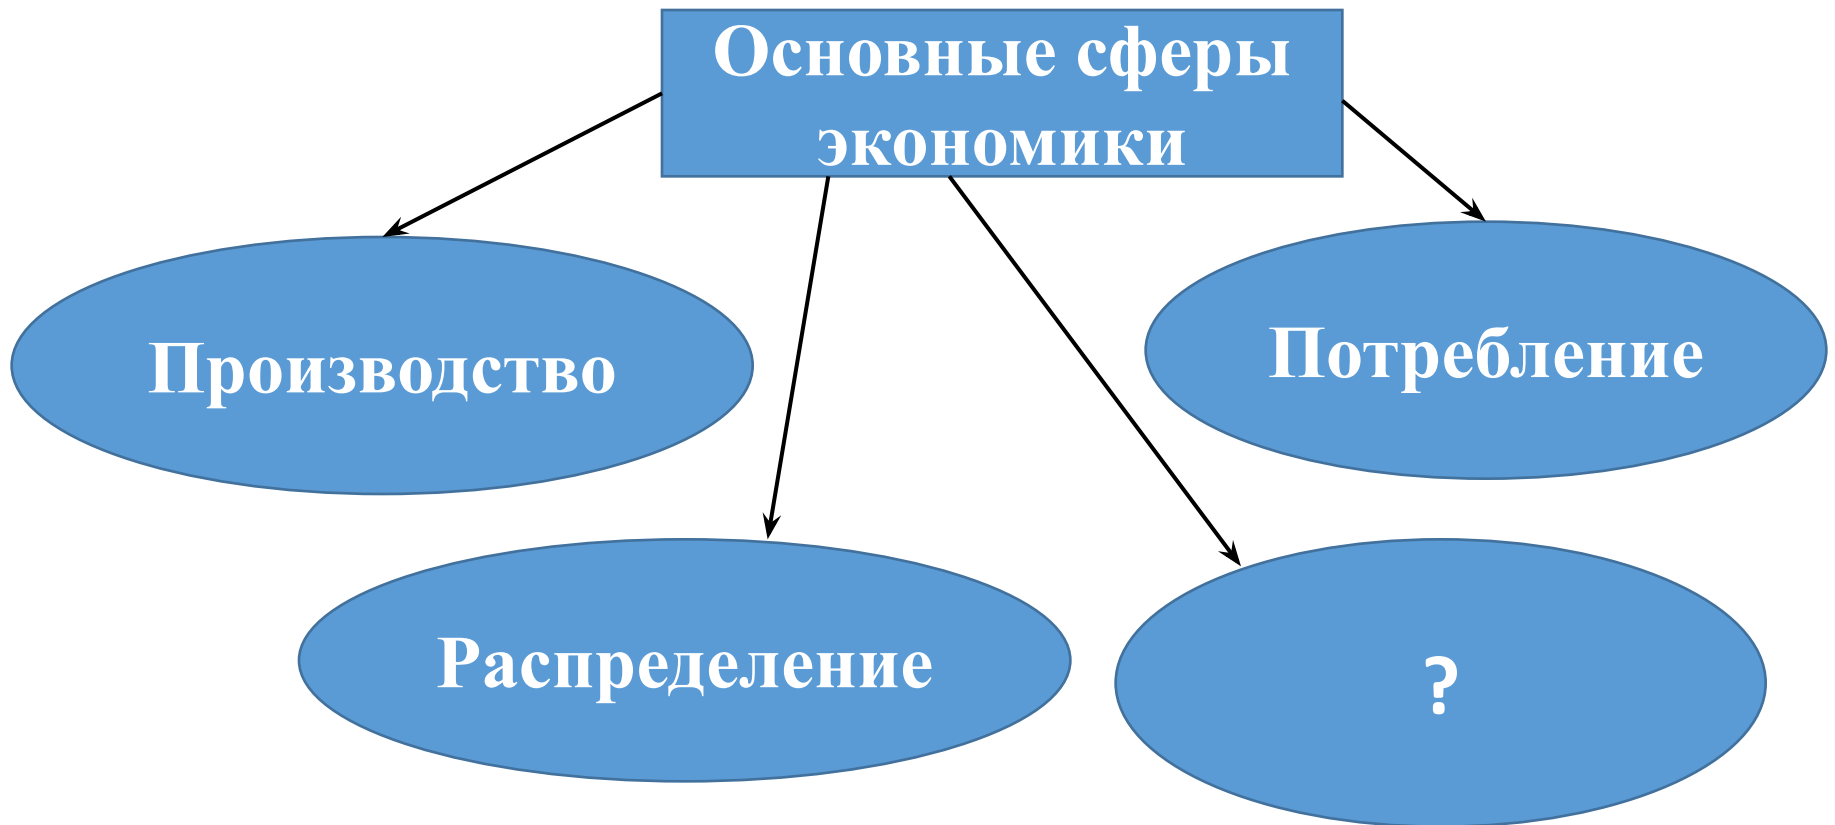 Основные сферы
экономики
Производство
Потребление
Распределение
?